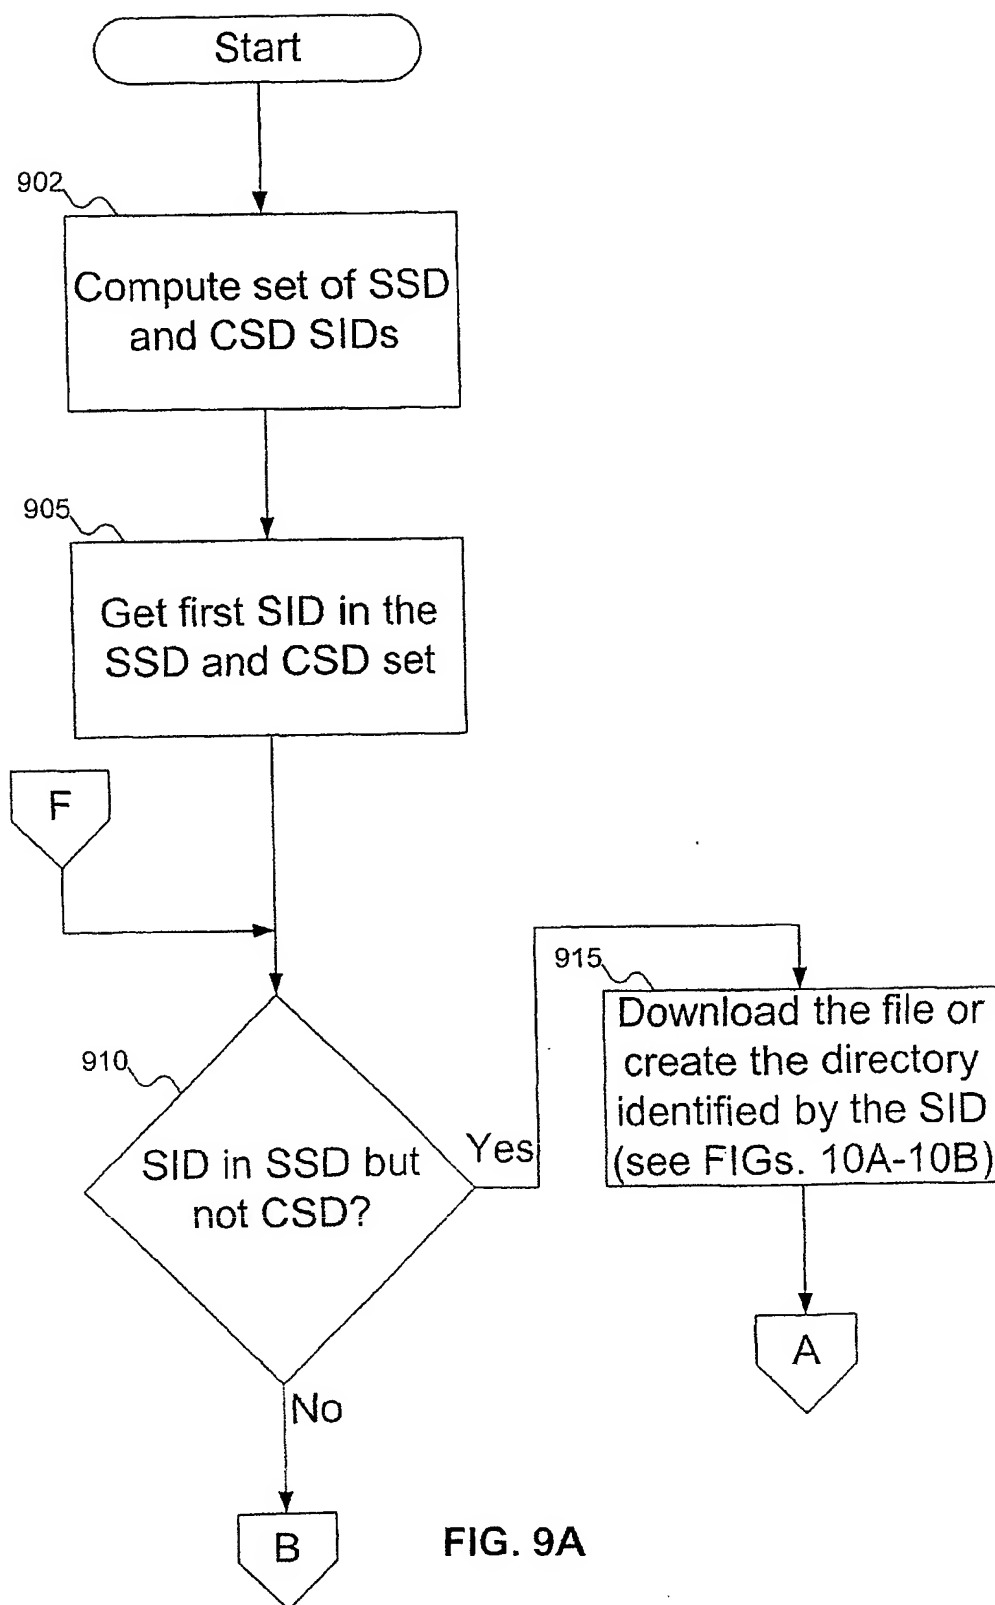 Start
902
Compute set of SSD
and CSD SIDs
905
Get first SID in the
SSD and CSD set
F
910
SID in SSD but
not CSD?
Yes
915
Download the file or
create the directory
identified by the SID
(see FIGs. 10A-10B)
A
No
B
FIG. 9A